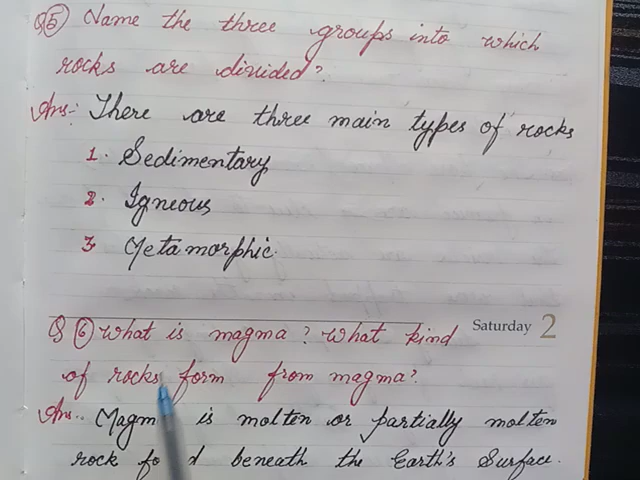 Q⑤ Name the three groups into which
rocks are divided?
Ans:- There are three main types of rocks
1. Sedimentary
2. Igneous
3. Metamorphic.
Saturday 2
Q⑥ What is magma? What kind
of rocks form from magma?
Ans:- is molten or partially molten
rock beneath the Earth's Surface.